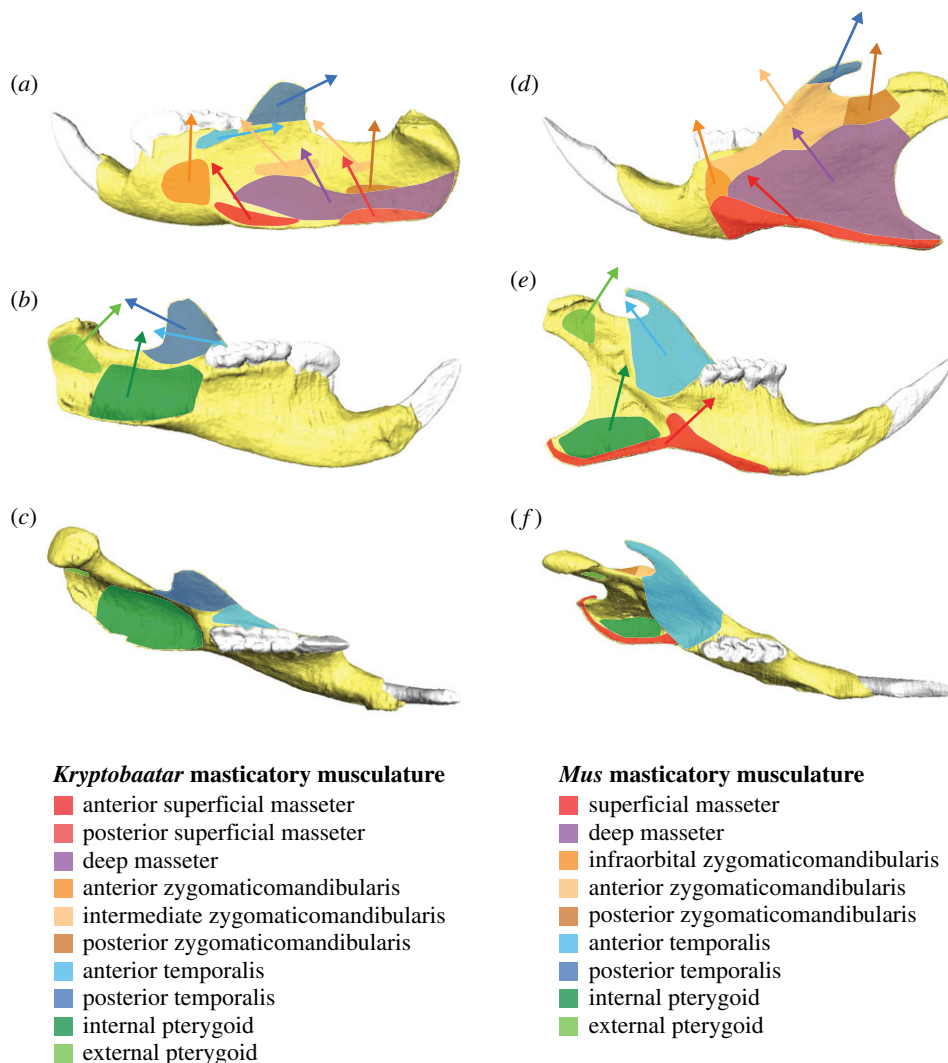 (a)
(d)
(b)
(e)
(c)
(f)
Kryptobaatar masticatory musculature
anterior superficial masseter
posterior superficial masseter
deep masseter
anterior zygomaticomandibularis
intermediate zygomaticomandibularis
posterior zygomaticomandibularis
anterior temporalis
posterior temporalis
internal pterygoid
external pterygoid
Mus masticatory musculature
superficial masseter
deep masseter
infraorbital zygomaticomandibularis
anterior zygomaticomandibularis
posterior zygomaticomandibularis
anterior temporalis
posterior temporalis
internal pterygoid
external pterygoid